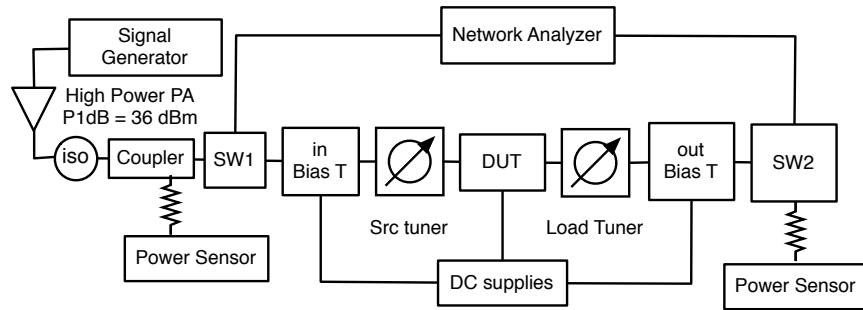 Signal
Generator
Network Analyzer
High Power PA
P1dB = 36 dBm
iso
Coupler
SW1
in
Bias T
DUT
out
Bias T
SW2
Src tuner
Load Tuner
Power Sensor
DC supplies
Power Sensor